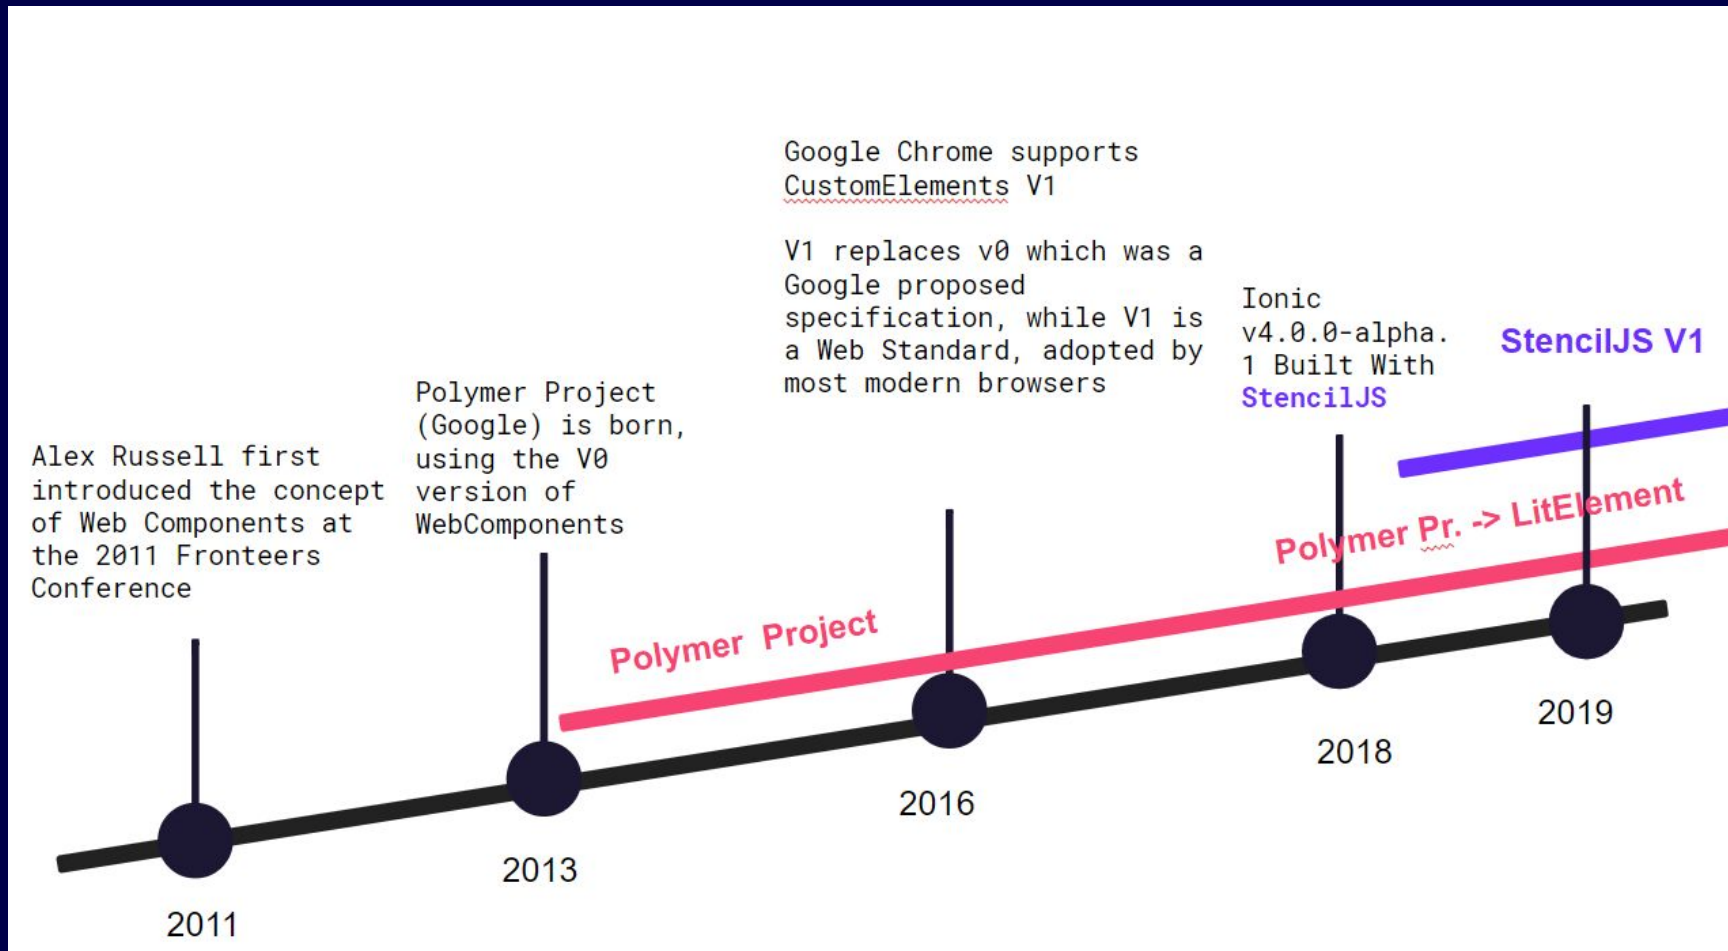 Alex Russell first
introduced the concept
of Web Components at
the 2011 Fronteers
Conference
2011
Polymer Project
(Google) is born,
using the V0
version of
WebComponents
2013
Polymer  Project
Google Chrome supports
CustomElements V1
V1 replaces v0 which was a
Google proposed
specification, while V1 is
a Web Standard, adopted by
most modern browsers
2016
Ionic
v4.0.0-alpha.
1 Built With
StencilJS
2018
Polymer Pr. -> LitElement
StencilJS V1
2019